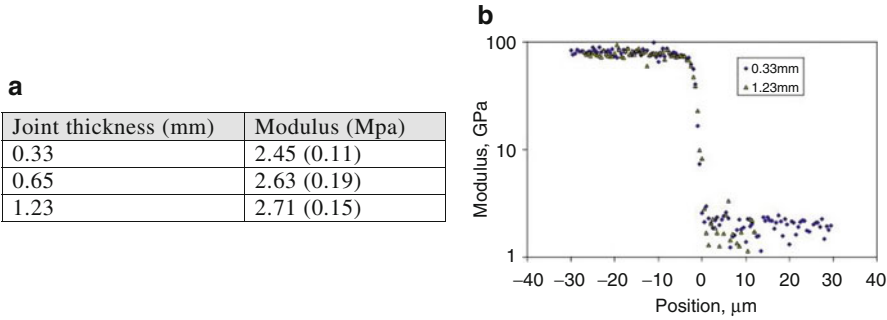 a
Joint thickness (mm) Modulus (Mpa)
0.33 2.45 (0.11)
0.65 2.63 (0.19)
1.23 2.71 (0.15)
b
100
10
1
Modulus, GPa
0.33mm
1.23mm
−40 −30 −20 −10 0 10 20 30 40
Position, μm